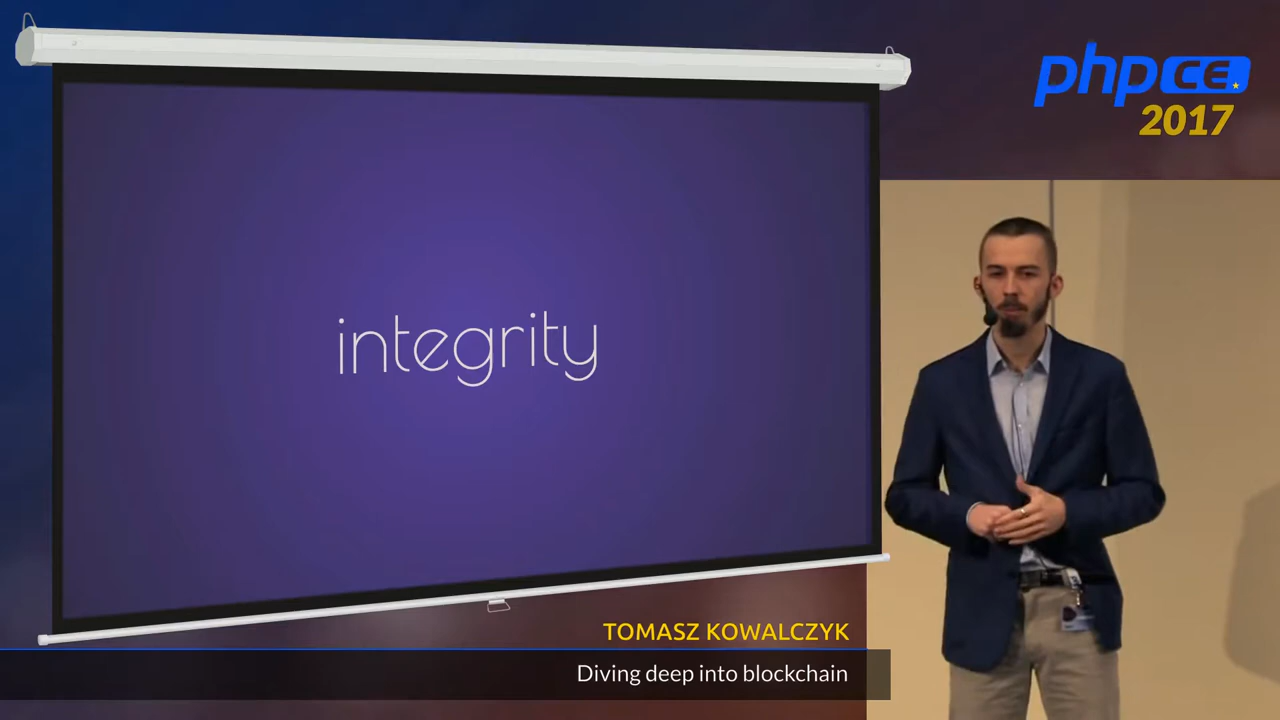 phpCE
2017
integrity
TOMASZ KOWALCZYK
Diving deep into blockchain